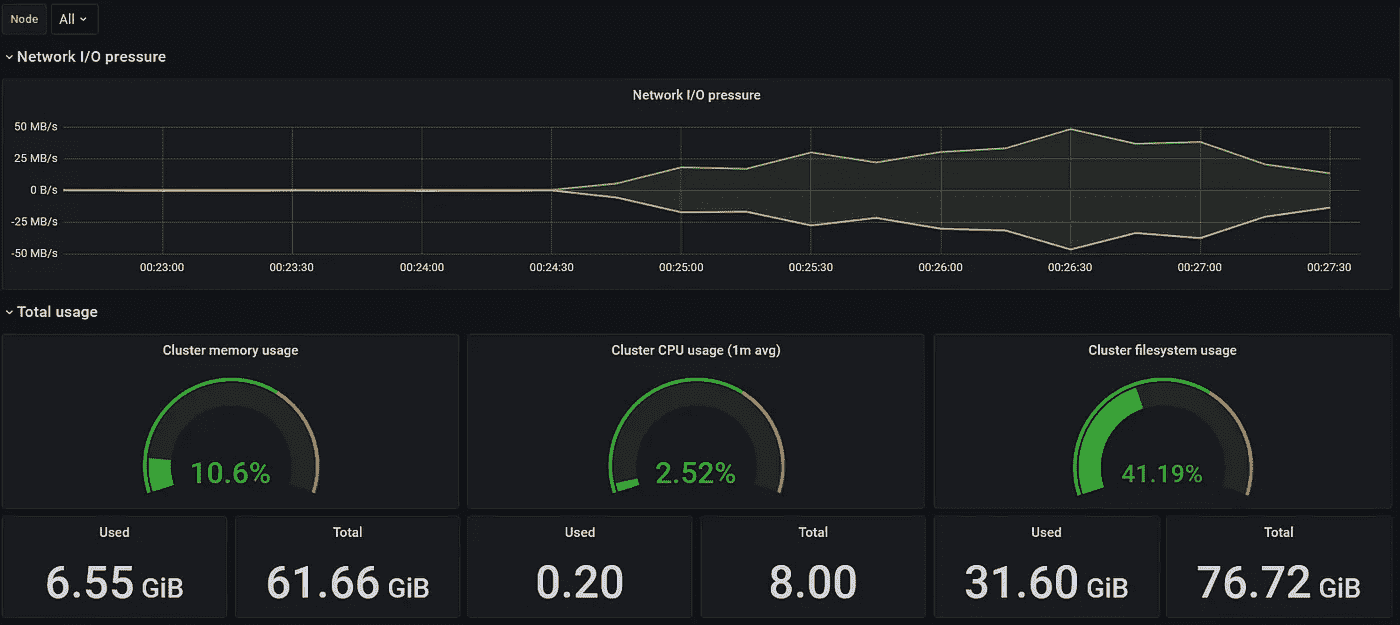 Node All
Network I/O pressure
Network I/O pressure
50 MB/s
25 MB/s
0 B/s
-25 MB/s
-50 MB/s
00:23:00 00:23:30 00:24:00 00:24:30 00:25:00 00:25:30 00:26:00 00:26:30 00:27:00 00:27:30
Total usage
Cluster memory usage Cluster CPU usage (1m avg) Cluster filesystem usage
10.6% 2.52% 41.19%
Used Total Used Total Used Total
6.55 GiB 61.66 GiB 0.20 8.00 31.60 GiB 76.72 GiB